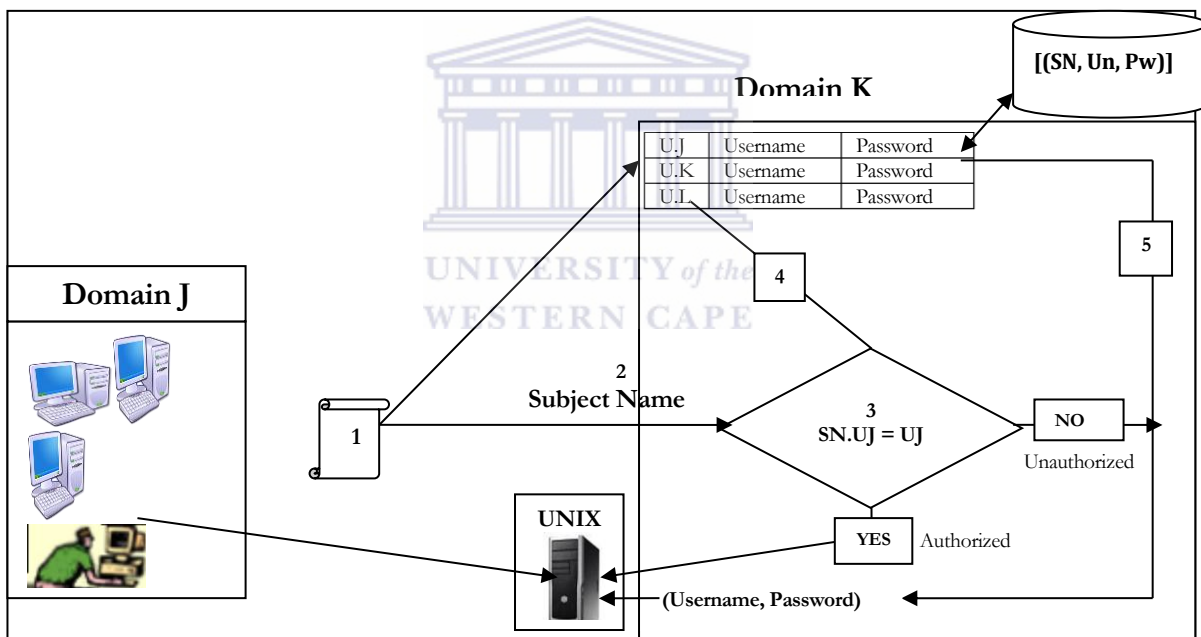 [(SN, Un, Pw)]
Domain K
U.J Username Password
U.K Username Password
U.L Username Password
5
UNIVERSITY of the
WESTERN CAPE
4
Domain J
2
Subject Name
1
3
SN.UJ = UJ
NO
Unauthorized
UNIX
YES
Authorized
(Username, Password)